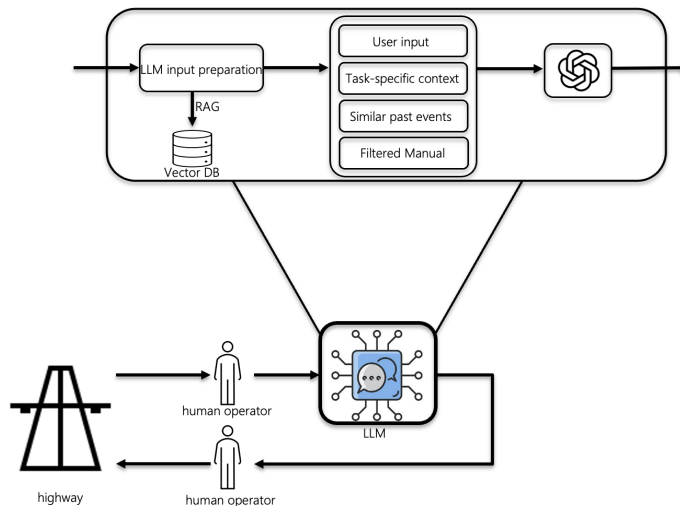 LLM input preparation
RAG
Vector DB
User input
Task-specific context
Similar past events
Filtered Manual
human operator
LLM
human operator
highway